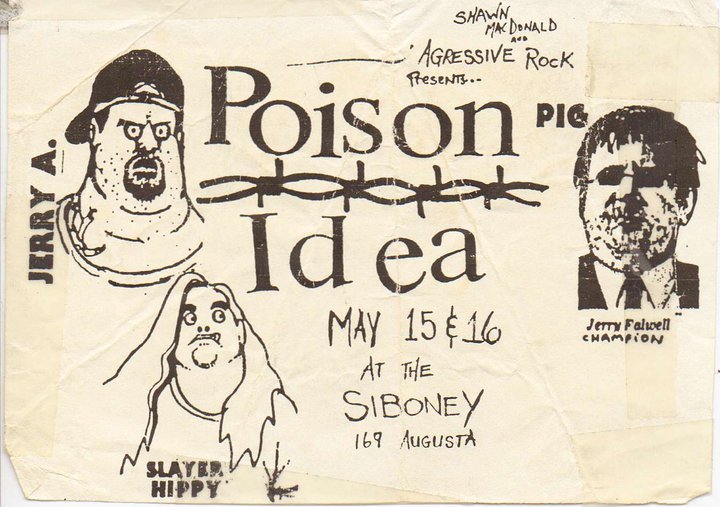 SHAWN
MACDONALD
AND
AGRESSIVE ROCK
PRESENTS...
Poison
Idea
JERRY A.
PIG
Jerry Falwell
CHAMPION
MAY 15 & 16
AT THE
SIBONEY
169 AUGUSTA
SLAYER
HIPPY